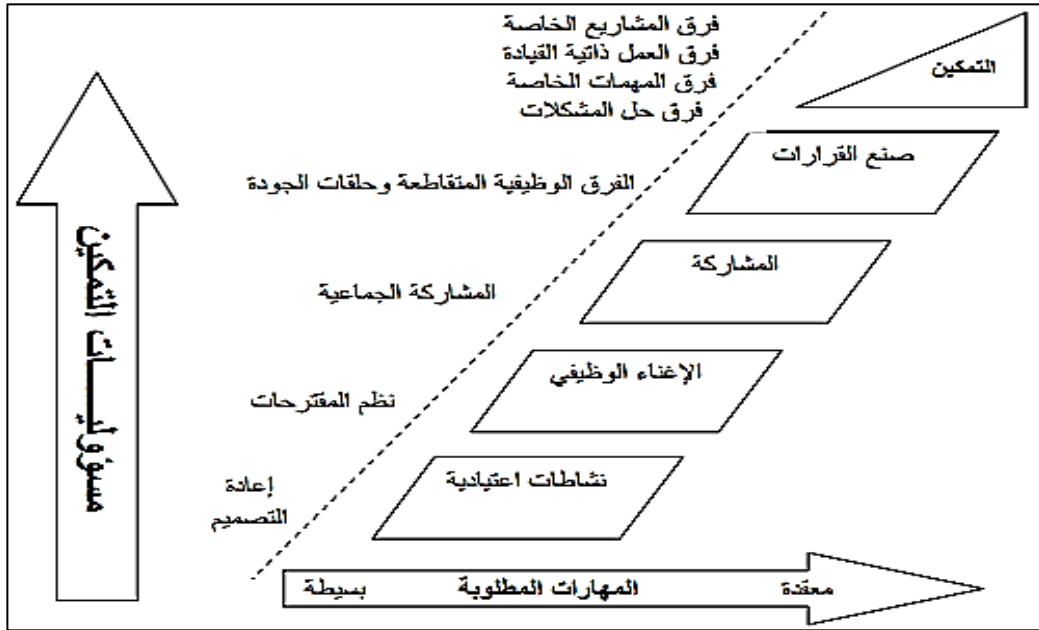 فرق المشاريع الخاصة
فرق العمل ذاتية القيادة
فرق المهمات الخاصة
فرق حل المشكلات
التمكين
صنع القرارات
الفرق الوظيفية المتقاطعة وحلقات الجودة
المشاركة
المشاركة الجماعية
الإغناء الوظيفي
نظم المقترحات
نشاطات اعتيادية
إعادة
التصميم
مسؤوليـــــات التمكين
معقدة
المهارات المطلوبة
بسيطة